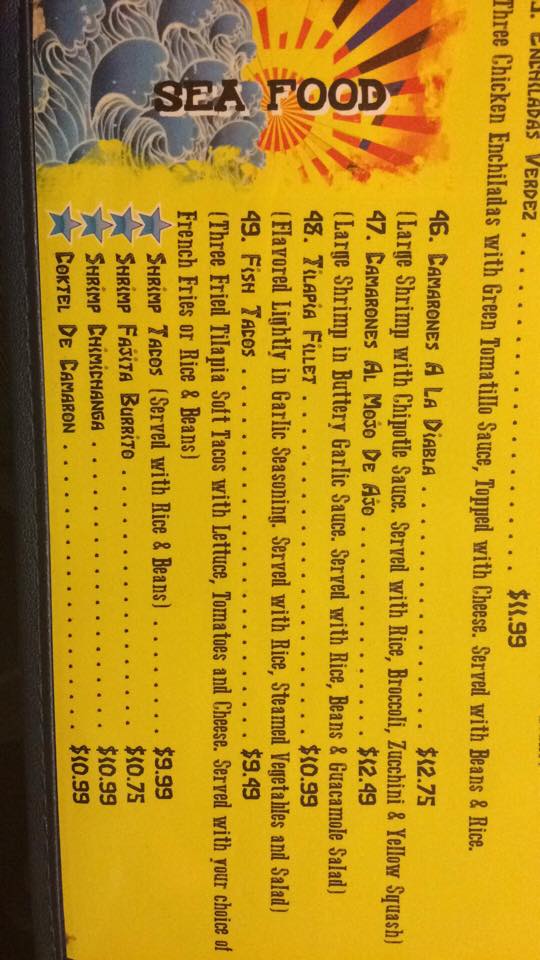 . Enchiladas Verdez . . . . . . . . . . . . . . . . . . . . . . . . . $11.99
Three Chicken Enchiladas with Green Tomatillo Sauce, Topped with Cheese. Served with Beans & Rice.
SEA FOOD
46. Camarones A La Diabla . . . . . . . . . . . . . . . . . . . . $12.75
(Large Shrimp with Chipotle Sauce. Served with Rice, Broccoli, Zucchini & Yellow Squash)
47. Camarones Al Mojo De Ajo . . . . . . . . . . . . . . . . $12.49
(Large Shrimp in Buttery Garlic Sauce. Served with Rice, Beans & Guacamole Salad)
48. Tilapia Fillet . . . . . . . . . . . . . . . . . . . . . . . . . . $10.99
(Flavored Lightly in Garlic Seasoning. Served with Rice, Steamed Vegetables and Salad)
49. Fish Tacos . . . . . . . . . . . . . . . . . . . . . . . . . . . . $9.49
(Three Fried Tilapia Soft Tacos with Lettuce, Tomatoes and Cheese. Served with your choice of
French Fries or Rice & Beans)
Shrimp Tacos (Served with Rice & Beans) . . . . . . . . $9.99
Shrimp Fajita Burrito . . . . . . . . . . . . . . . . . . . . . $10.75
Shrimp Chimichanga . . . . . . . . . . . . . . . . . . . . . . $10.99
Coktel De Camaron . . . . . . . . . . . . . . . . . . . . . . . $10.99